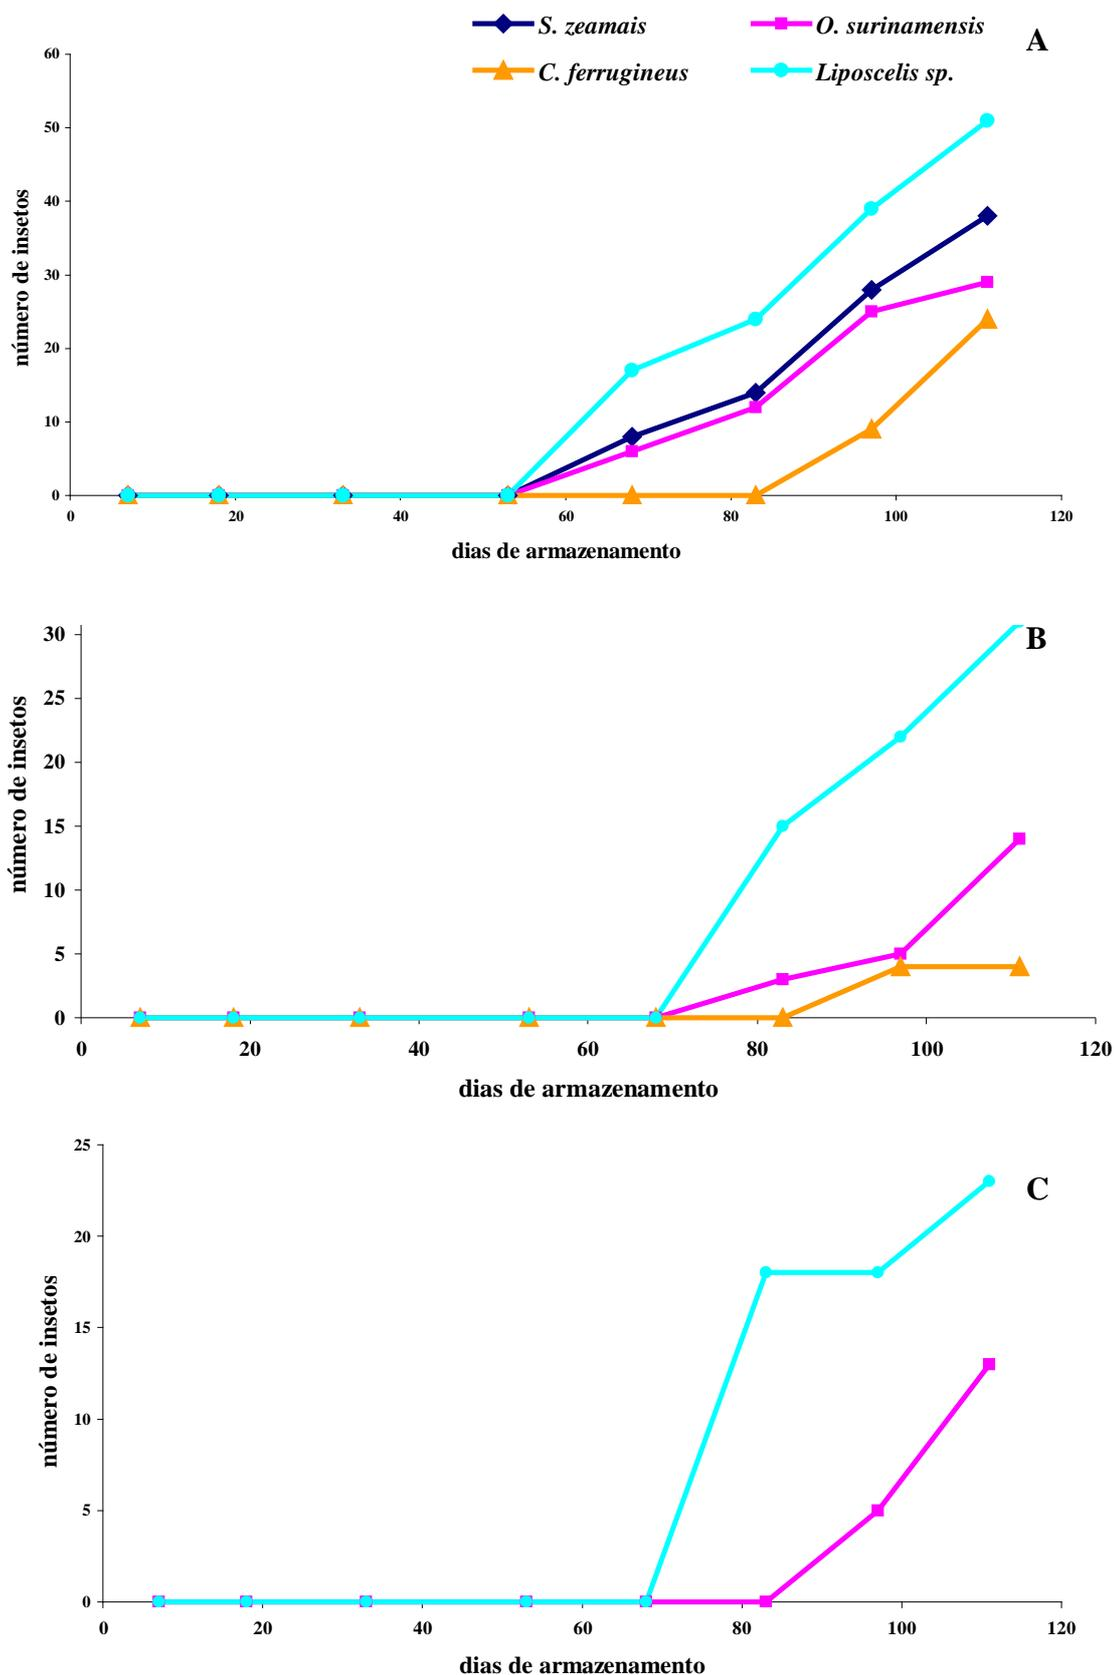 S. zeamais O. surinamensis A
C. ferrugineus Liposcelis sp.
60
50
40
30
20
10
0
número de insetos
0 20 40 60 80 100 120
dias de armazenamento
B
30
25
20
15
10
5
0
número de insetos
0 20 40 60 80 100 120
dias de armazenamento
C
25
20
15
10
5
0
número de insetos
0 20 40 60 80 100 120
dias de armazenamento